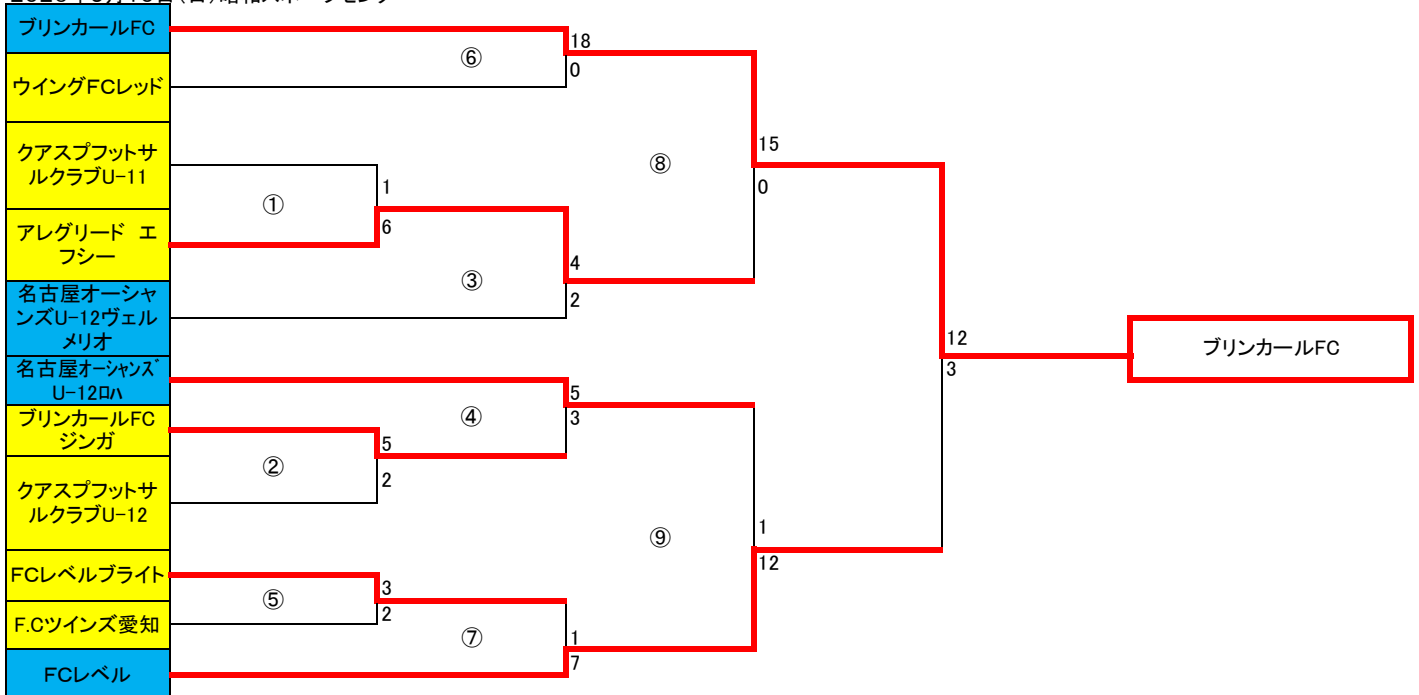 ブリンカールFC
18
⑥
0
ウイングFCレッド
クアスプフットサ
ルクラブU-11
15
⑧
0
1
①
6
アレグリード エ
フシー
4
③
2
名古屋オーシャ
ンズU-12ヴェル
メリオ
12
3
ブリンカールFC
名古屋オーシャンズ
U-12ロハ
5
④
3
ブリンカールFC
ジンガ
5
②
2
クアスプフットサ
ルクラブU-12
1
⑨
12
FCレベルブライト
3
⑤
2
F.Cツインズ愛知
⑦
1
7
FCレベル